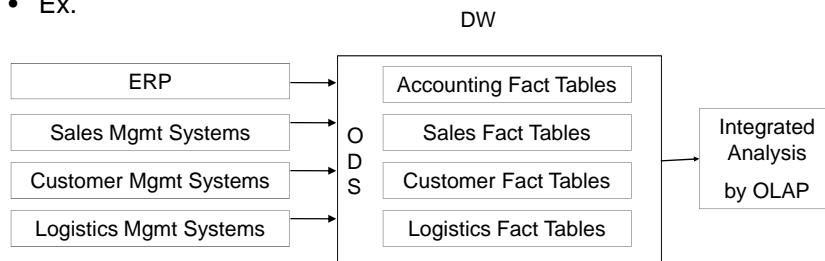 • Ex.
DW
ERP
Sales Mgmt Systems
Customer Mgmt Systems
Logistics Mgmt Systems
O
D
S
Accounting Fact Tables
Sales Fact Tables
Customer Fact Tables
Logistics Fact Tables
Integrated
Analysis
by OLAP